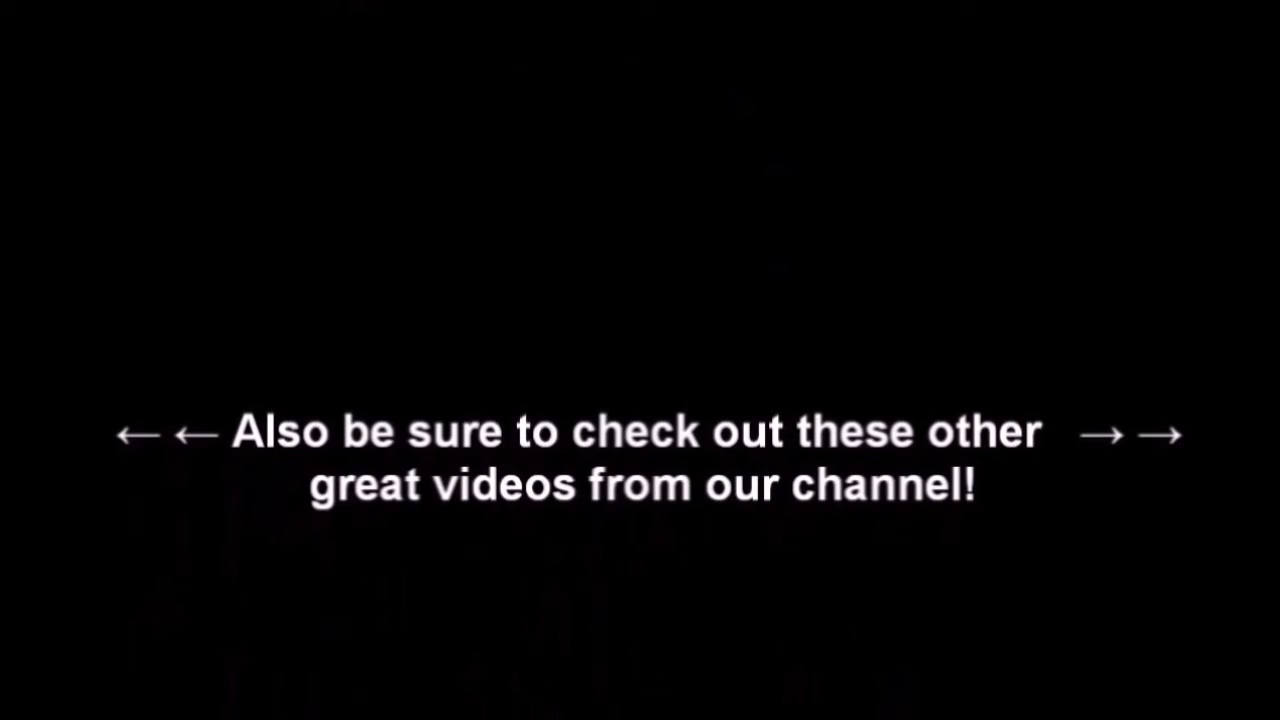 ←← Also be sure to check out these other →→
great videos from our channel!